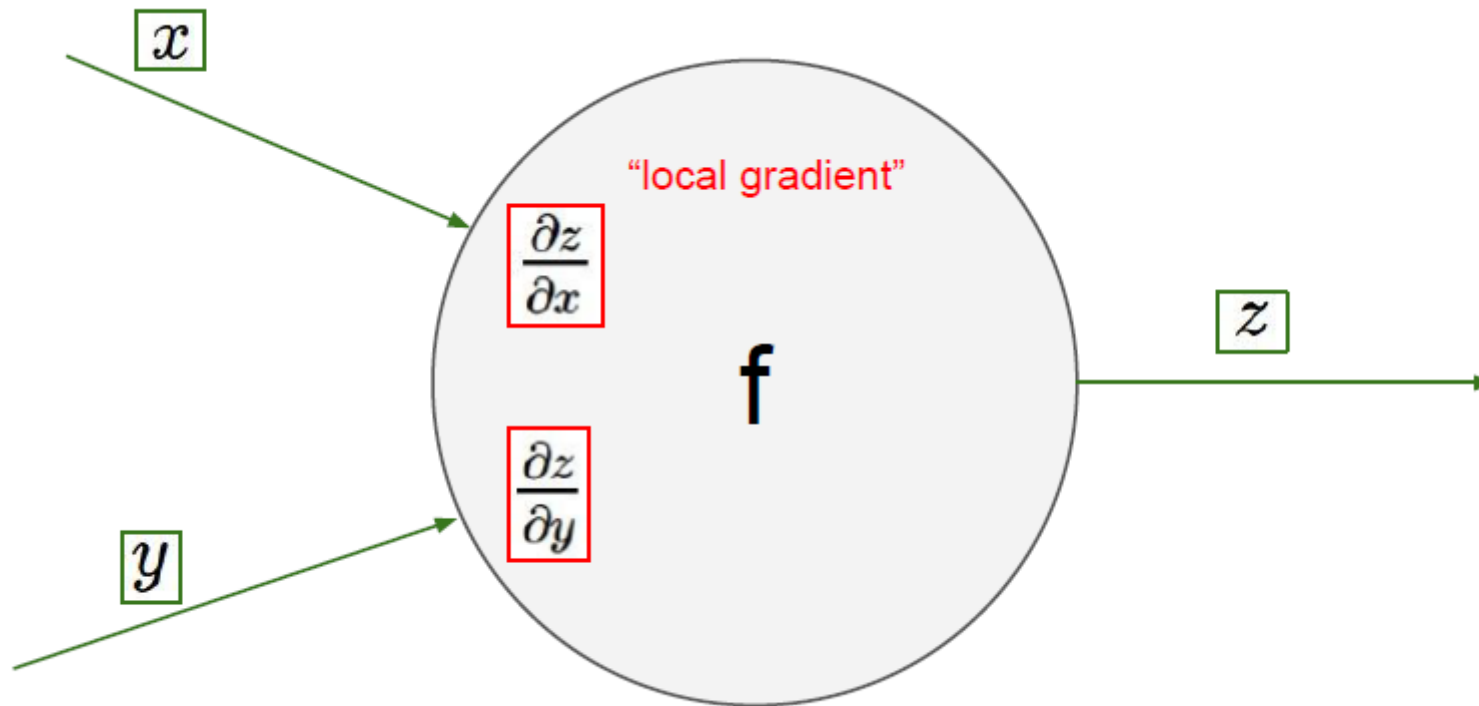 x
“local gradient”
∂z/∂x
z
f
∂z/∂y
y